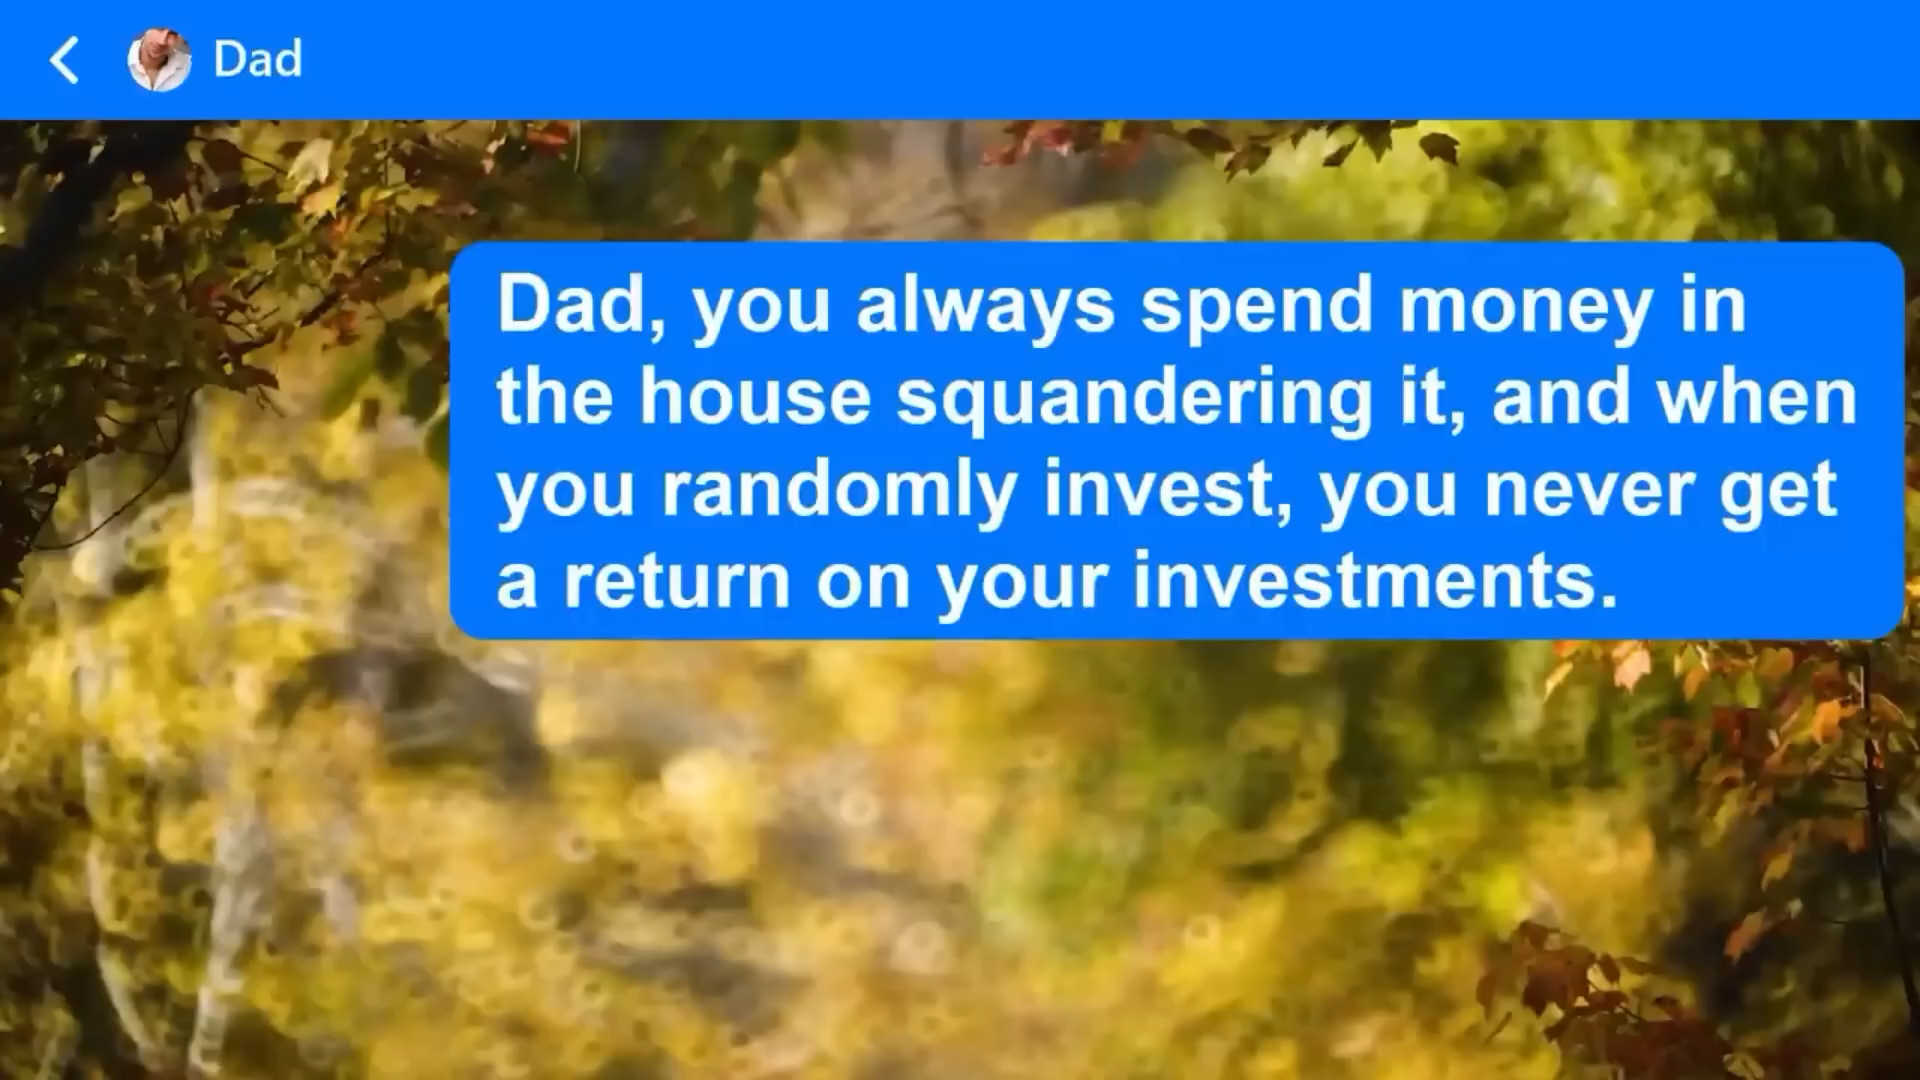 Dad
Dad, you always spend money in
the house squandering it, and when
you randomly invest, you never get
a return on your investments.